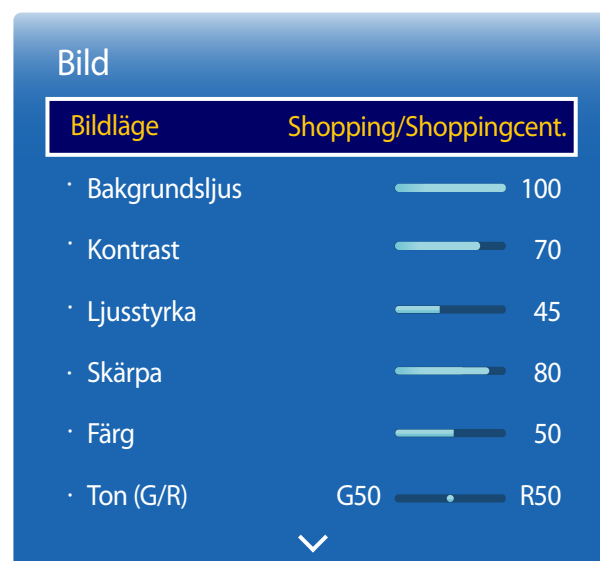 Bild
Bildläge Shopping/Shoppingcent.
· Bakgrundsljus 100
· Kontrast 70
· Ljusstyrka 45
· Skärpa 80
· Färg 50
· Ton (G/R) G50 R50